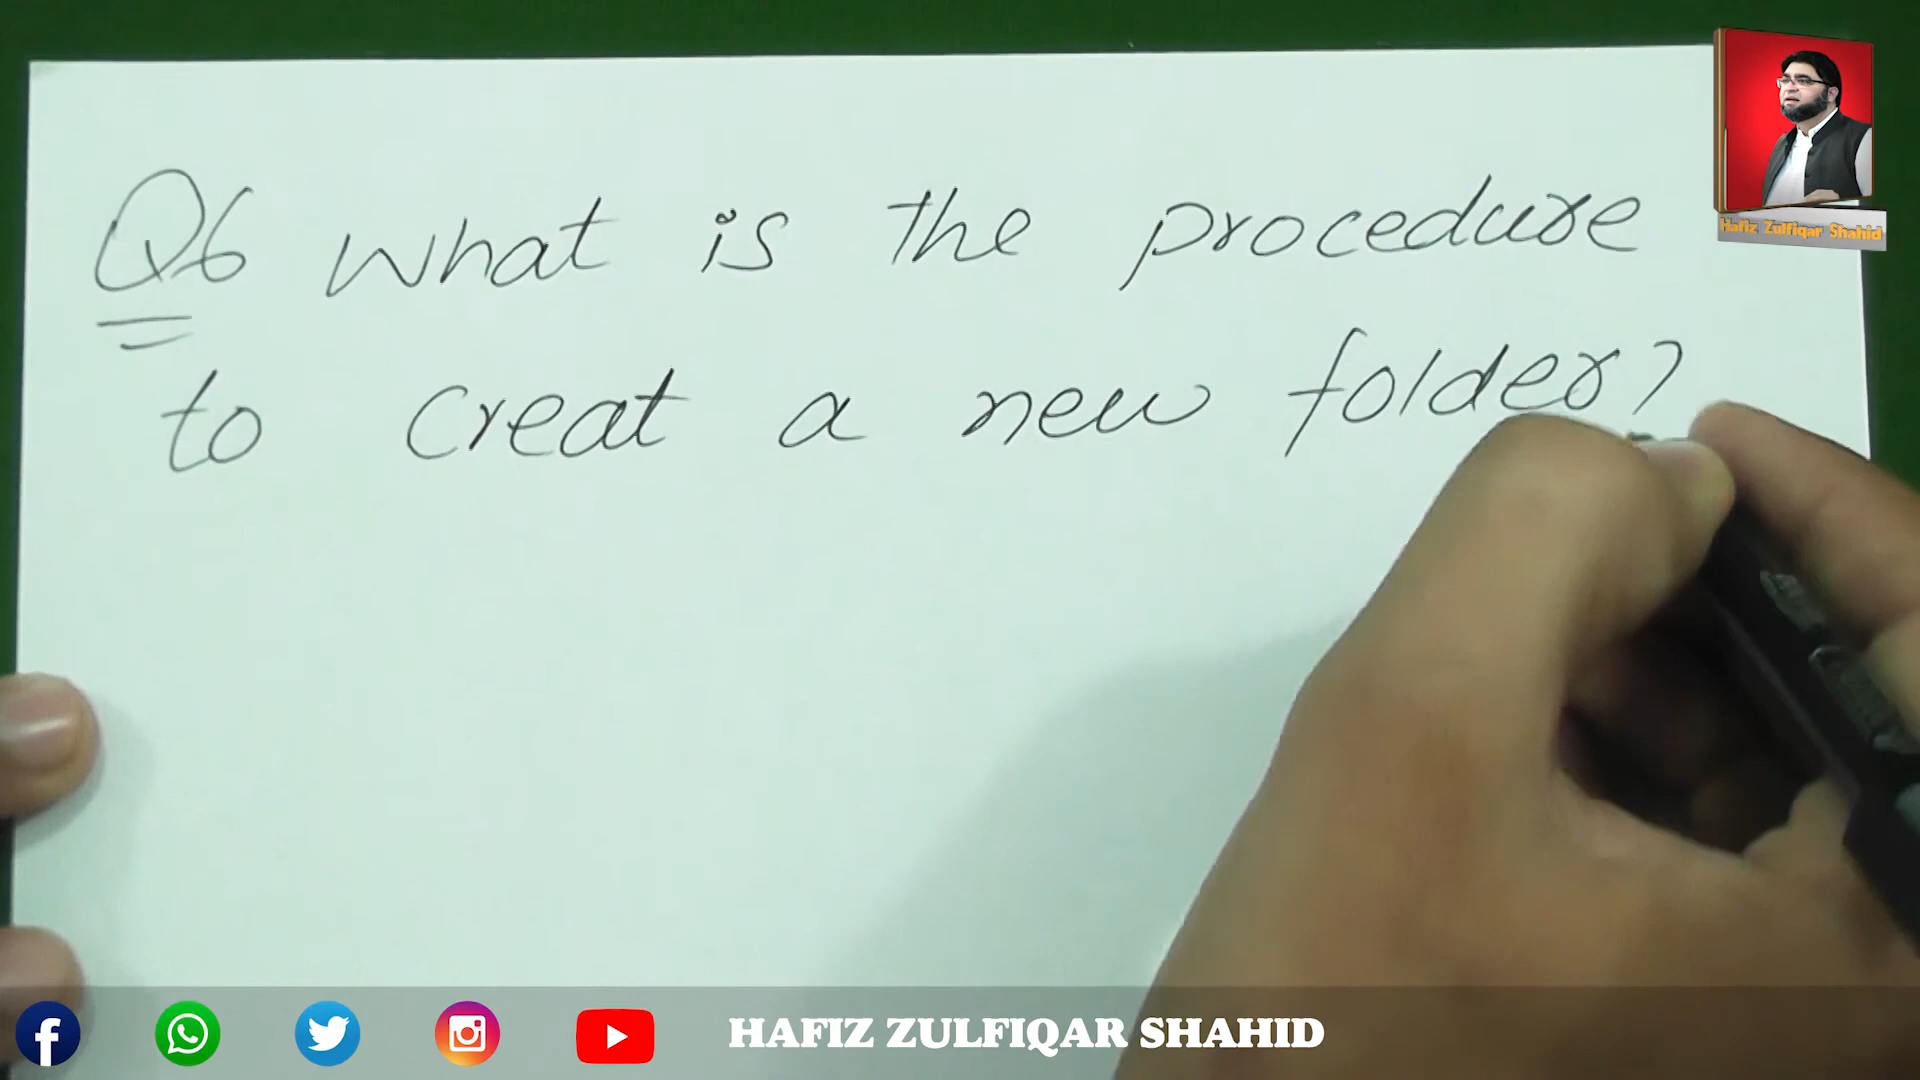 Q6 What is the procedure
to creat a new folder?
Hafiz Zulfiqar Shahid
HAFIZ ZULFIQAR SHAHID